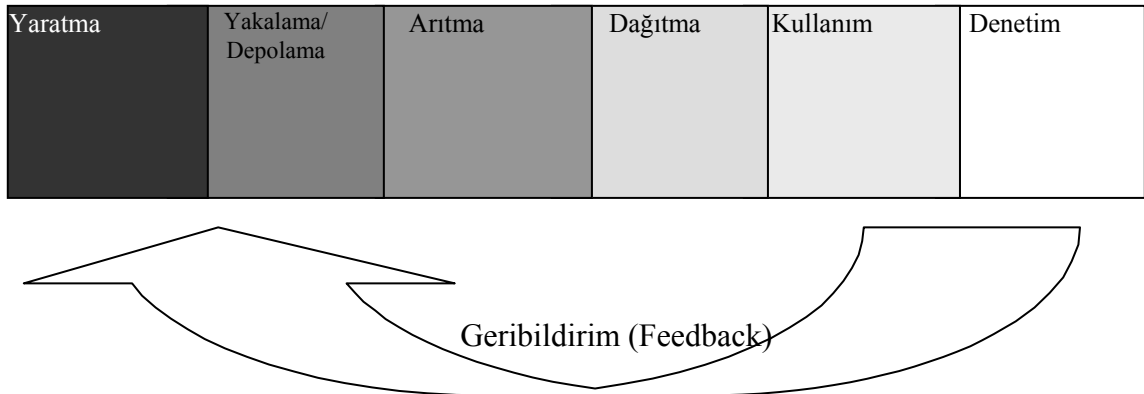 Yaratma
Yakalama/
Depolama
Arıtma
Dağıtma
Kullanım
Denetim
Geribildirim (Feedback)